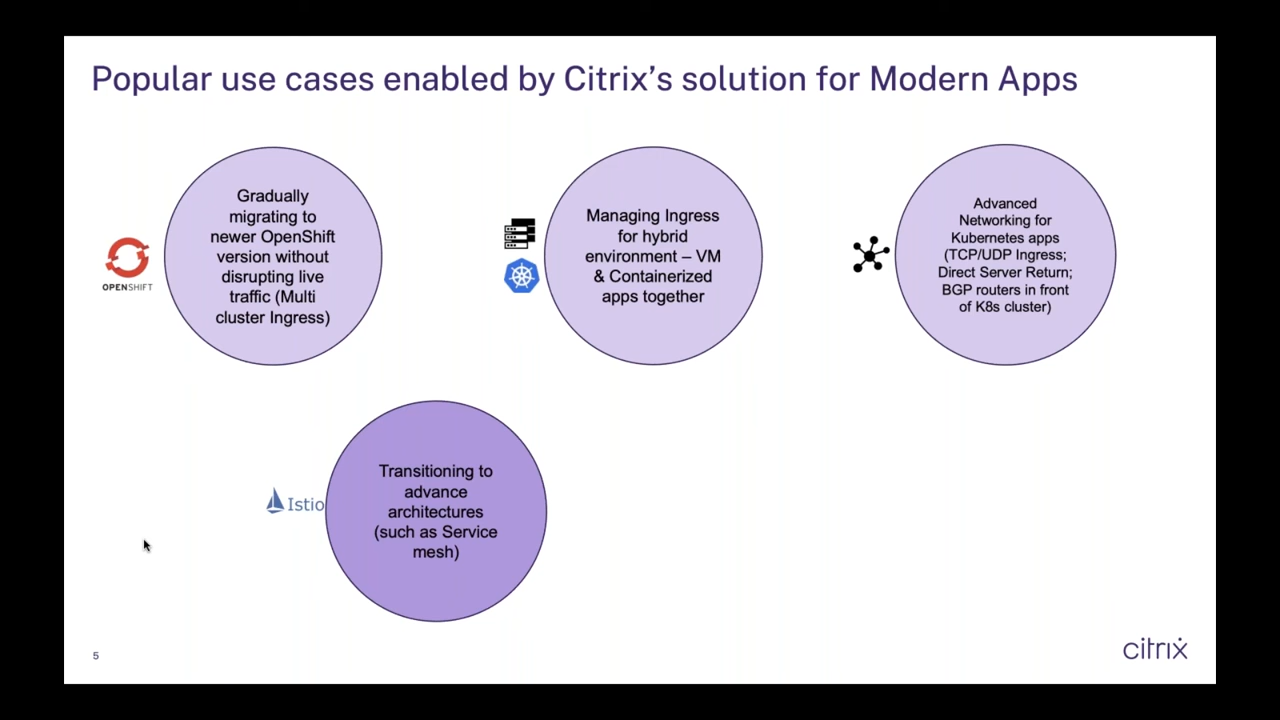 Popular use cases enabled by Citrix's solution for Modern Apps
Gradually
migrating to
newer OpenShift
version without
disrupting live
traffic (Multi
cluster Ingress)
OPENSHIFT
Managing Ingress
for hybrid
environment – VM
& Containerized
apps together
Advanced
Networking for
Kubernetes apps
(TCP/UDP Ingress;
Direct Server Return;
BGP routers in front
of K8s cluster)
Istio
Transitioning to
advance
architectures
(such as Service
mesh)
5
citrix